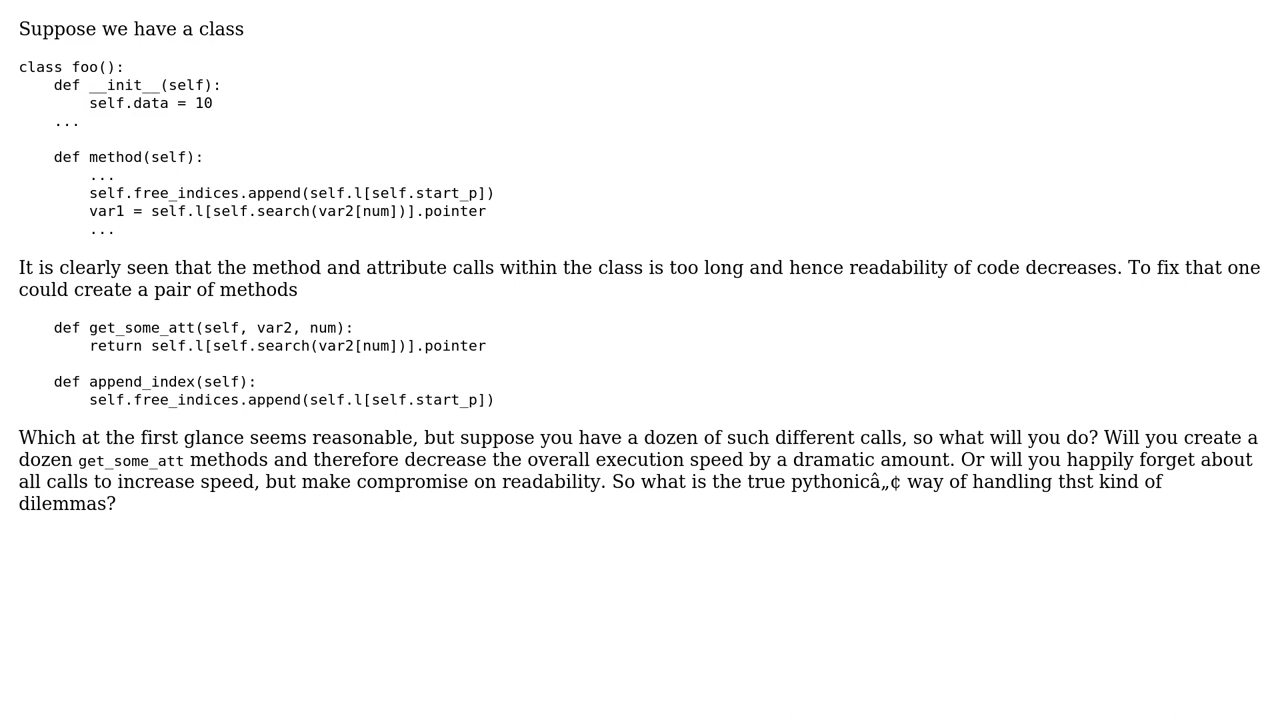 Suppose we have a class
class foo():
    def __init__(self):
        self.data = 10
    ...
    def method(self):
        ...
        self.free_indices.append(self.l[self.start_p])
        var1 = self.l[self.search(var2[num])].pointer
        ...
It is clearly seen that the method and attribute calls within the class is too long and hence readability of code decreases. To fix that one
could create a pair of methods
    def get_some_att(self, var2, num):
        return self.l[self.search(var2[num])].pointer
    def append_index(self):
        self.free_indices.append(self.l[self.start_p])
Which at the first glance seems reasonable, but suppose you have a dozen of such different calls, so what will you do? Will you create a
dozen get_some_att methods and therefore decrease the overall execution speed by a dramatic amount. Or will you happily forget about
all calls to increase speed, but make compromise on readability. So what is the true pythonicâ„¢ way of handling thst kind of
dilemmas?